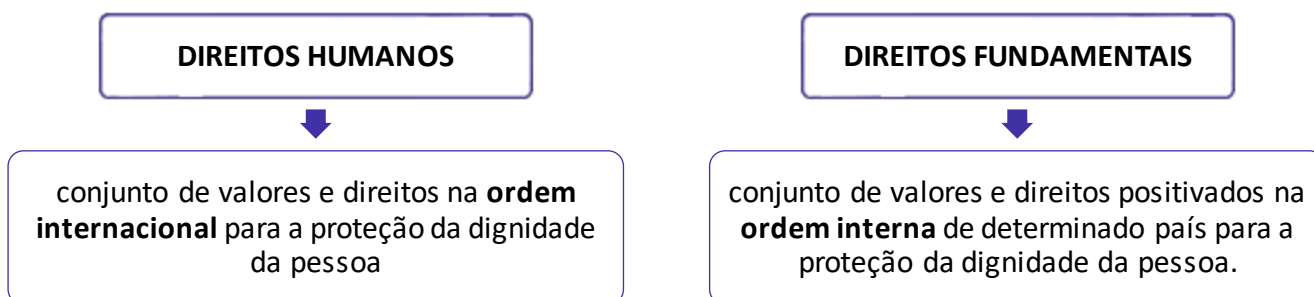 DIREITOS HUMANOS
conjunto de valores e direitos na ordem
internacional para a proteção da dignidade
da pessoa
DIREITOS FUNDAMENTAIS
conjunto de valores e direitos positivados na
ordem interna de determinado país para a
proteção da dignidade da pessoa.